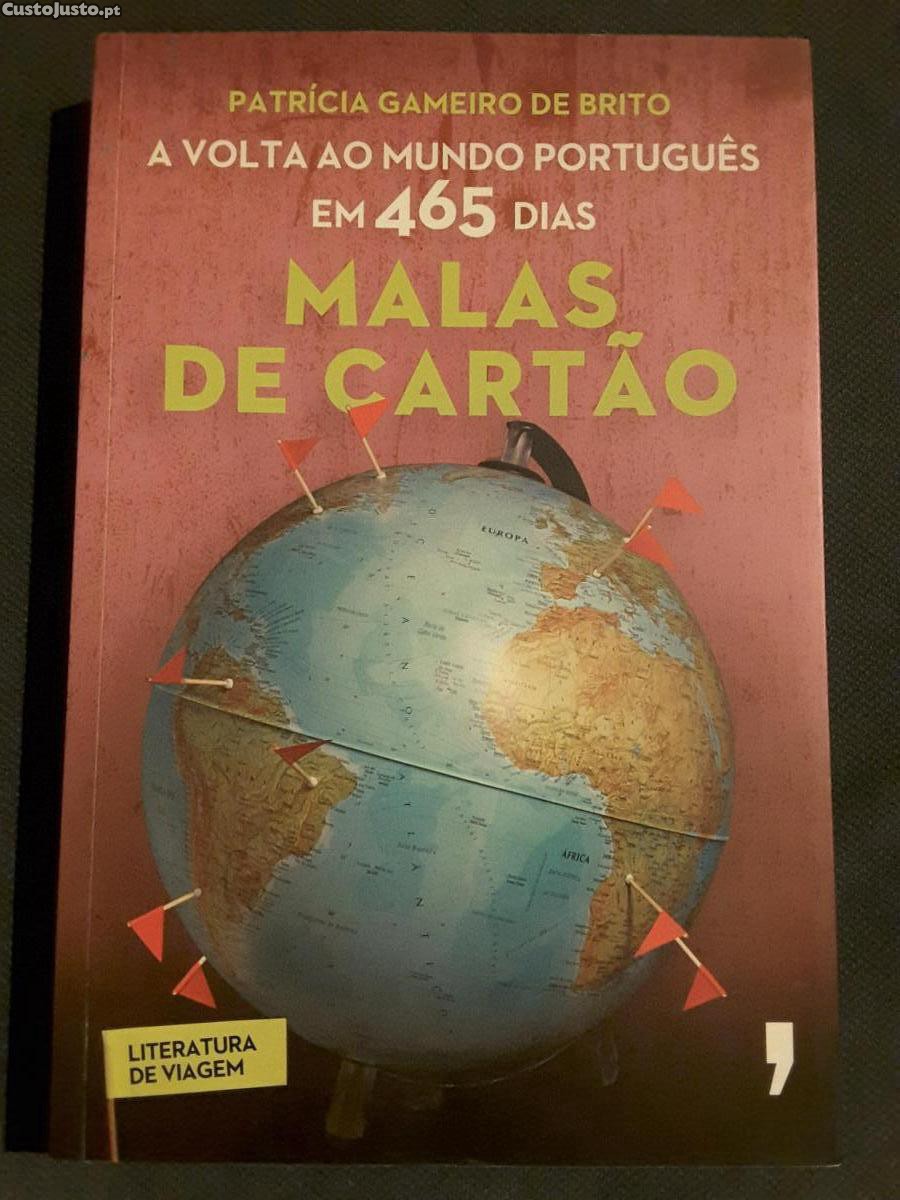 CustoJusto.pt
PATRÍCIA GAMEIRO DE BRITO
A VOLTA AO MUNDO PORTUGUÊS
EM 465 DIAS
MALAS
DE CARTÃO
EUROPA
ÁFRICA
LITERATURA
DE VIAGEM